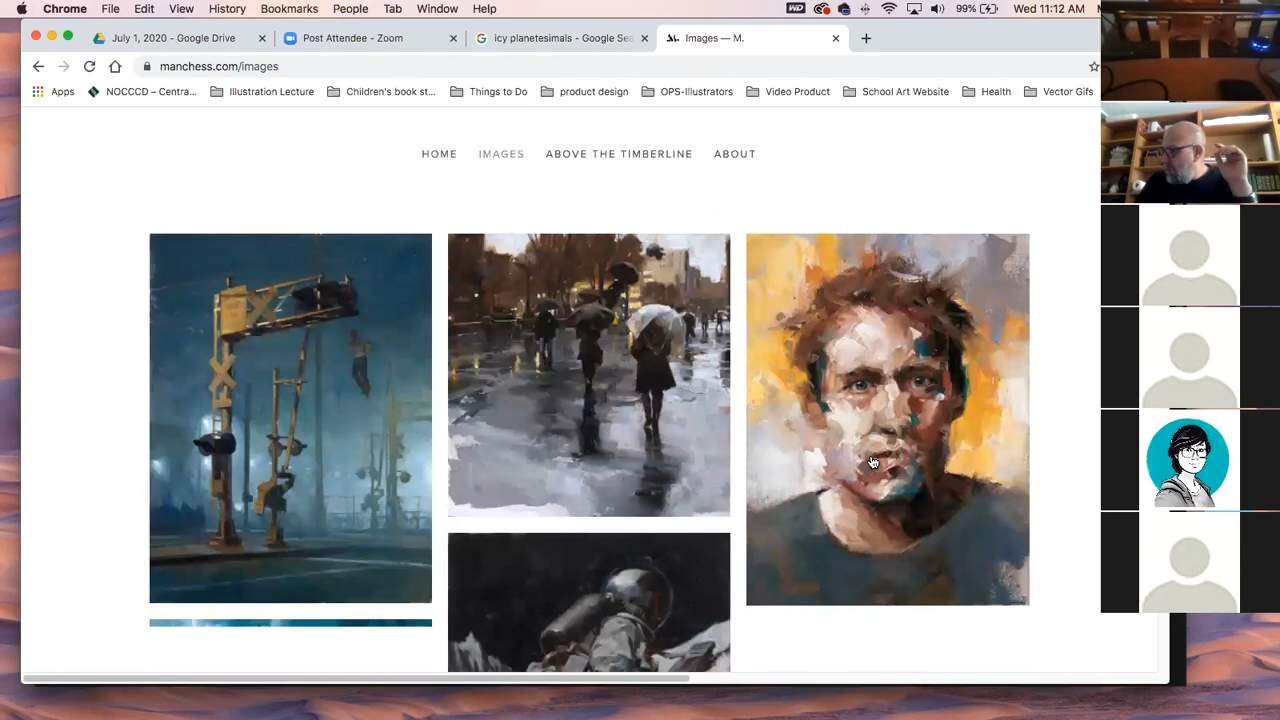 Chrome File Edit View History Bookmarks People Tab Window Help 99% Wed 11:12 AM
July 1, 2020 - Google Drive Post Attendee - Zoom icy planetesimals - Google Sea Images — M.
manchess.com/images
Apps NOCCCD – Centra... Illustration Lecture Children's book st... Things to Do product design OPS-Illustrators Video Product School Art Website Health Vector Gifs
HOME IMAGES ABOVE THE TIMBERLINE ABOUT